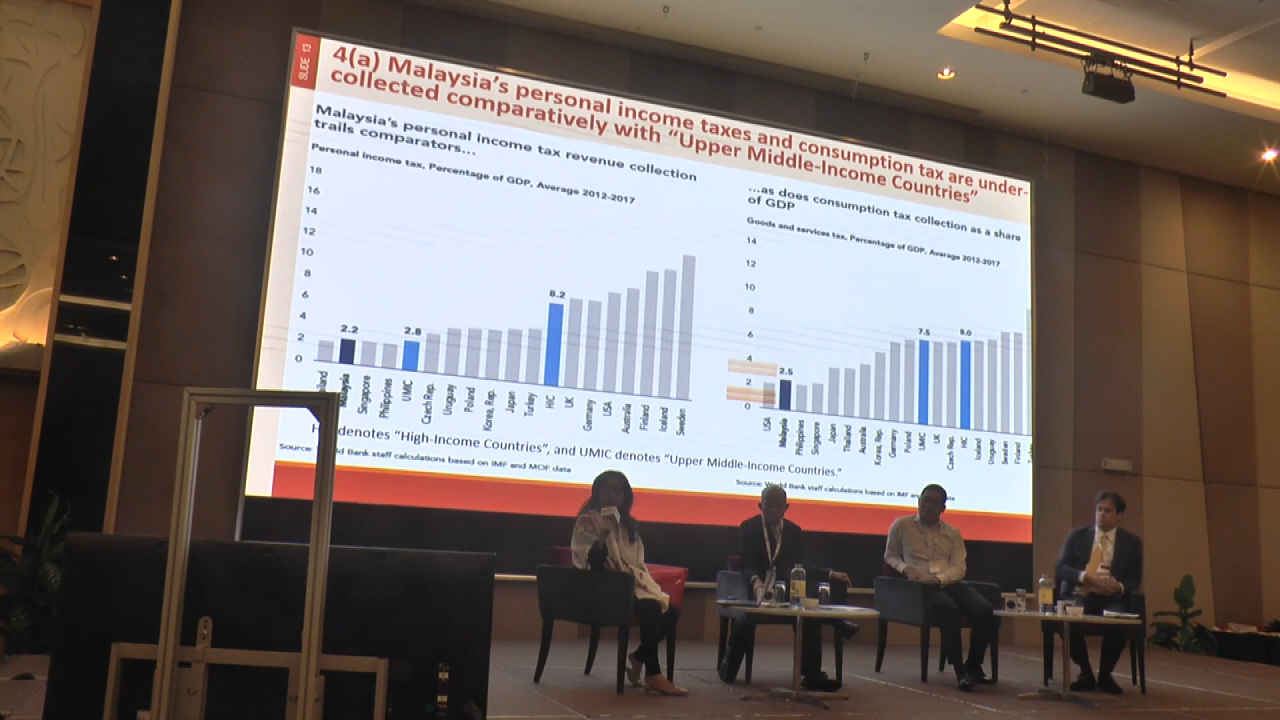 SLIDE 13
4(a) Malaysia's personal income taxes and consumption tax are under-
collected comparatively with "Upper Middle-Income Countries"
Malaysia's personal income tax revenue collection
trails comparators...
Personal income tax, Percentage of GDP, Average 2012-2017
18
16
14
12
10
8
6
4
2
0
2.2
2.8
8.2
Malaysia
Singapore
Philippines
UMIC
Czech Rep.
Uruguay
Poland
Korea, Rep.
Japan
Turkey
HIC
UK
Germany
USA
Australia
Finland
Iceland
Sweden
...as does consumption tax collection as a share
of GDP
Goods and services tax, Percentage of GDP, Average 2012-2017
14
12
10
8
6
4
2
0
2.5
7.5
8.0
USA
Malaysia
Philippines
Singapore
Japan
Thailand
Australia
Korea, Rep.
Germany
Poland
UMIC
UK
Czech Rep.
HIC
Iceland
Uruguay
Sweden
Finland
denotes "High-Income Countries", and UMIC denotes "Upper Middle-Income Countries."
Source: World Bank staff calculations based on IMF and MOF data
Source: World Bank staff calculations based on IMF and data